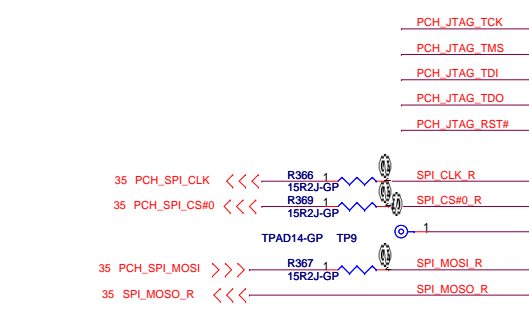 PCH_JTAG_TCK
PCH_JTAG_TMS
PCH_JTAG_TDI
PCH_JTAG_TDO
PCH_JTAG_RST#
35 PCH_SPI_CLK R366 1 SPI_CLK_R
15R2J-GP
35 PCH_SPI_CS#0 R369 1 SPI_CS#0_R
15R2J-GP
TPAD14-GP TP9 1
35 PCH_SPI_MOSI R367 1 SPI_MOSI_R
15R2J-GP
35 SPI_MOSO_R SPI_MOSO_R